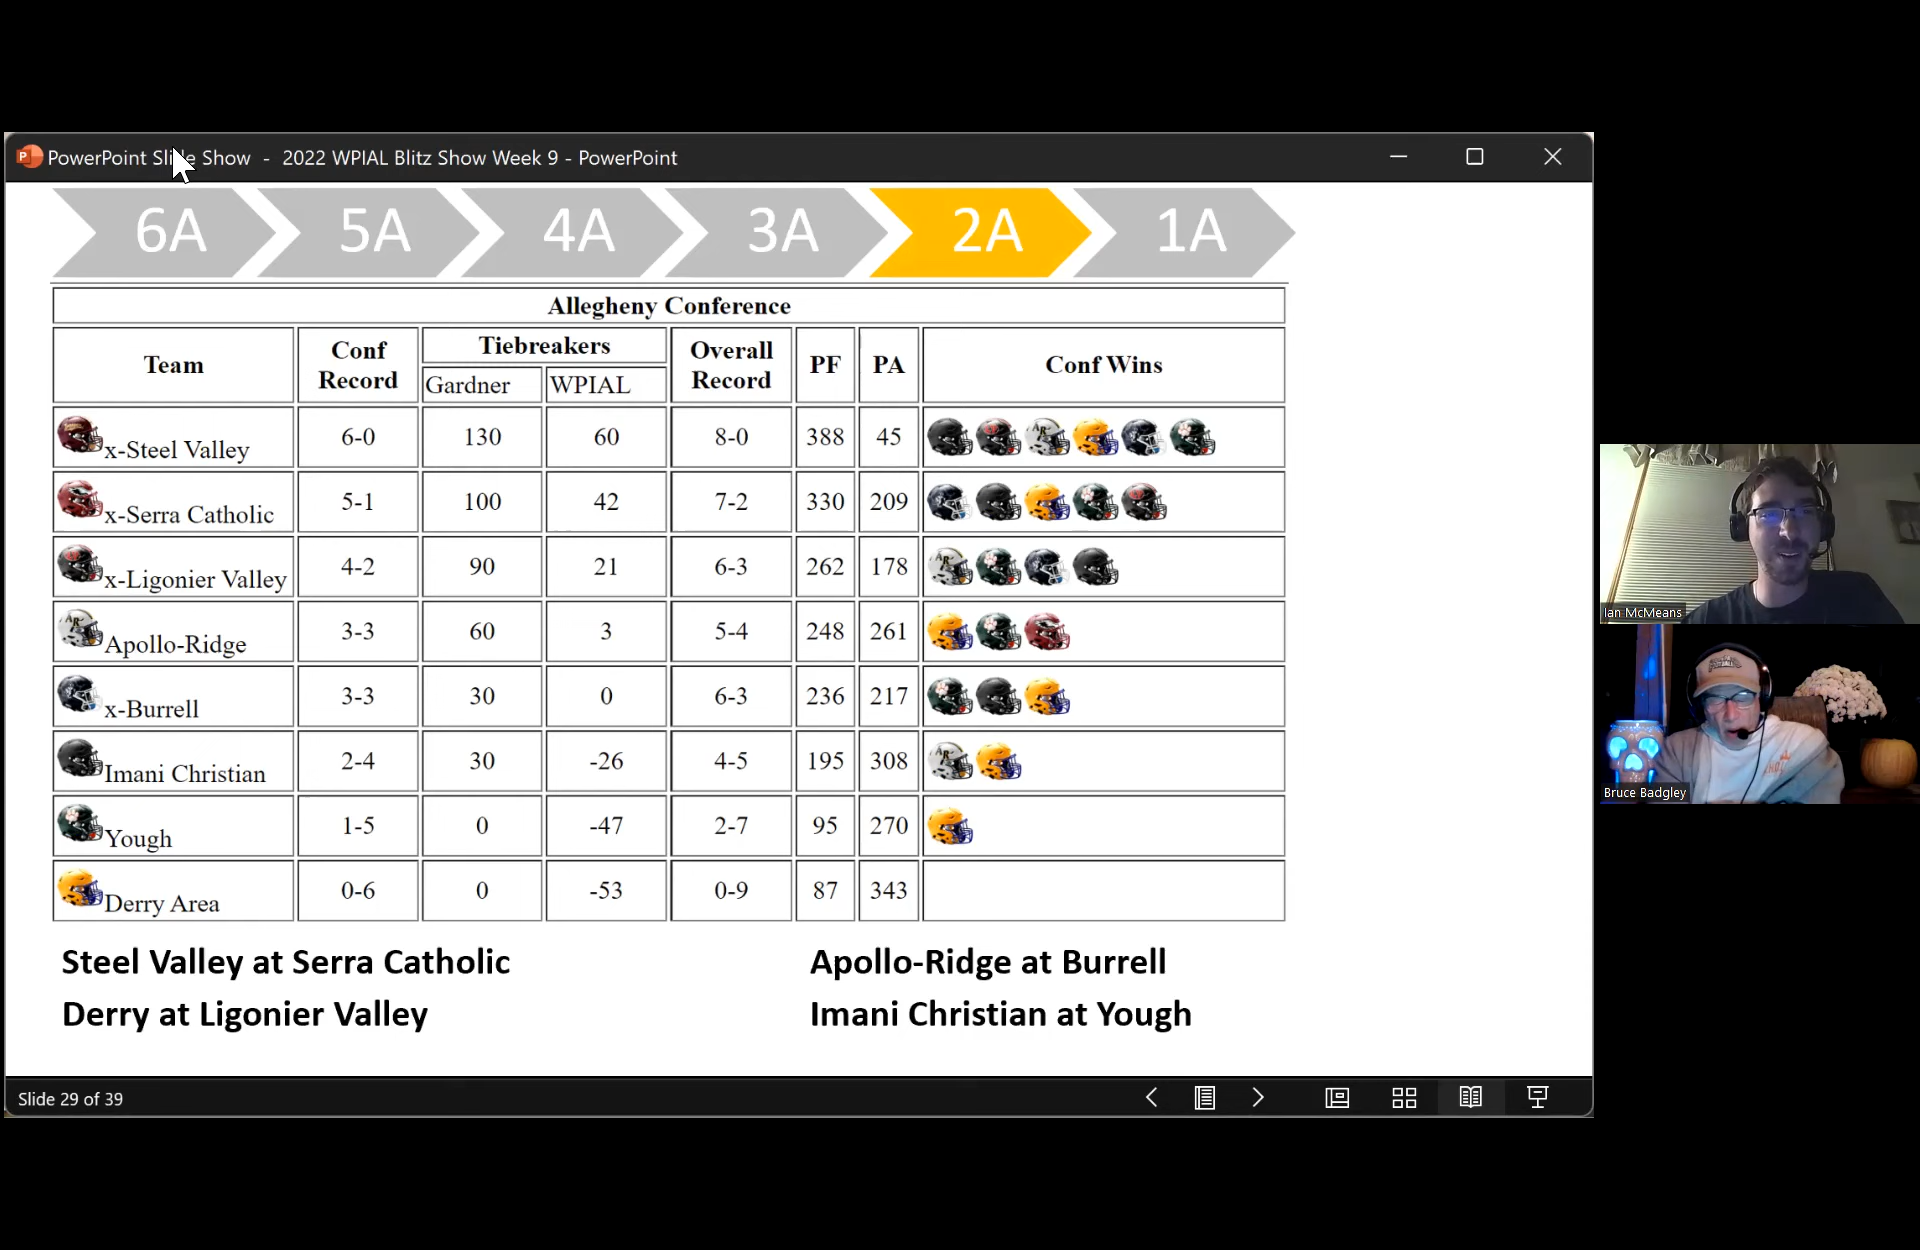 PowerPoint Slide Show - 2022 WPIAL Blitz Show Week 9 - PowerPoint
6A 5A 4A 3A 2A 1A
Allegheny Conference
Team Conf Record Tiebreakers Overall Record PF PA Conf Wins
Gardner WPIAL
x-Steel Valley 6-0 130 60 8-0 388 45
x-Serra Catholic 5-1 100 42 7-2 330 209
x-Ligonier Valley 4-2 90 21 6-3 262 178
Apollo-Ridge 3-3 60 3 5-4 248 261
x-Burrell 3-3 30 0 6-3 236 217
Imani Christian 2-4 30 -26 4-5 195 308
Yough 1-5 0 -47 2-7 95 270
Derry Area 0-6 0 -53 0-9 87 343
Steel Valley at Serra Catholic
Derry at Ligonier Valley
Apollo-Ridge at Burrell
Imani Christian at Yough
Slide 29 of 39
Ian McMeans
Bruce Badgley